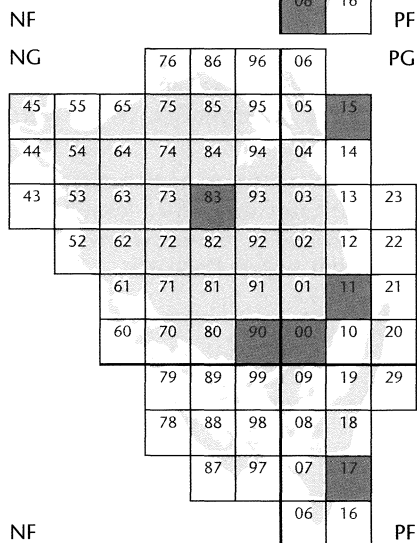 08 16
NF PF
NG 76 86 96 06 PG
45 55 65 75 85 95 05 15
44 54 64 74 84 94 04 14
43 53 63 73 83 93 03 13 23
52 62 72 82 92 02 12 22
61 71 81 91 01 11 21
60 70 80 90 00 10 20
79 89 99 09 19 29
78 88 98 08 18
87 97 07 17
NF 06 16 PF